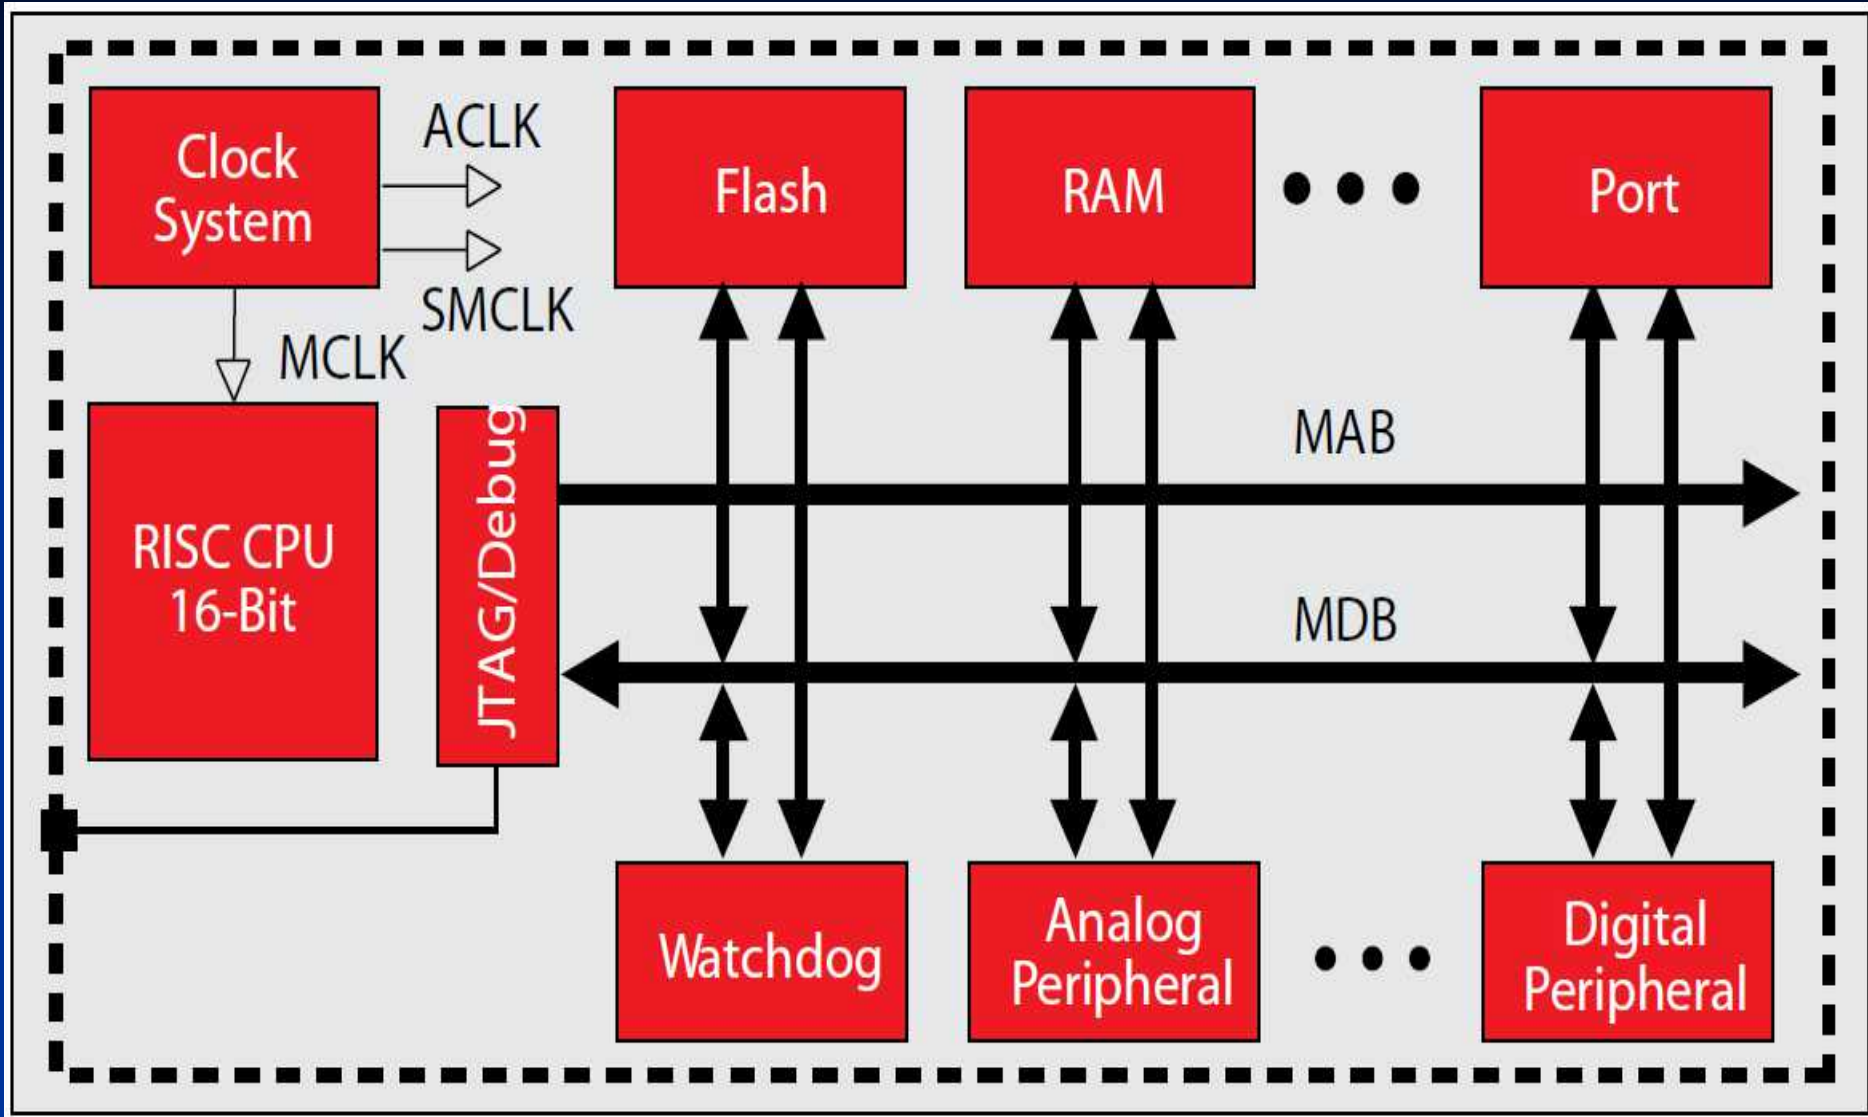 Clock
System
ACLK
SMCLK
MCLK
Flash
RAM
Port
RISC CPU
16-Bit
JTAG/Debug
MAB
MDB
Watchdog
Analog
Peripheral
Digital
Peripheral